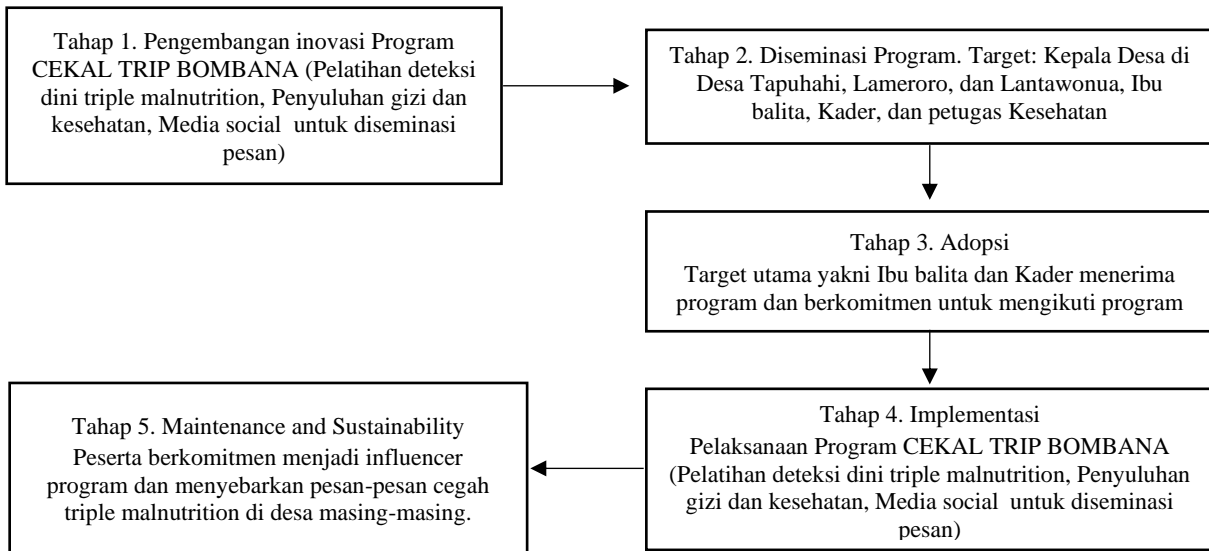 Tahap 1. Pengembangan inovasi Program
CEKAL TRIP BOMBANA (Pelatihan deteksi
dini triple malnutrition, Penyuluhan gizi dan
kesehatan, Media social  untuk diseminasi
pesan)
Tahap 2. Diseminasi Program. Target: Kepala Desa di
Desa Tapuhahi, Lameroro, dan Lantawonua, Ibu
balita, Kader, dan petugas Kesehatan
Tahap 3. Adopsi
Target utama yakni Ibu balita dan Kader menerima
program dan berkomitmen untuk mengikuti program
Tahap 4. Implementasi
Pelaksanaan Program CEKAL TRIP BOMBANA
(Pelatihan deteksi dini triple malnutrition, Penyuluhan
gizi dan kesehatan, Media social  untuk diseminasi
pesan)
Tahap 5. Maintenance and Sustainability
Peserta berkomitmen menjadi influencer
program dan menyebarkan pesan-pesan cegah
triple malnutrition di desa masing-masing.